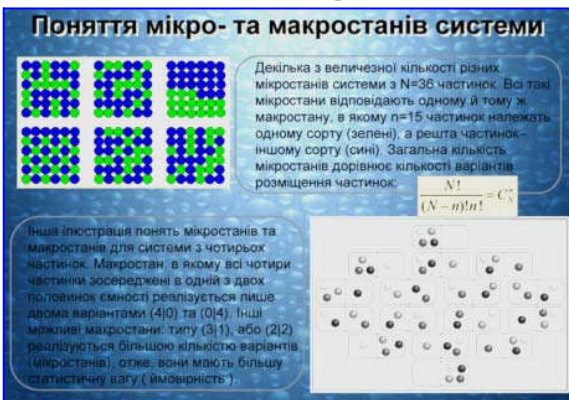 Поняття мікро- та макростанів системи
Декілька з величезної кількості різних
мікростанів системи з N=36 частинок. Всі такі
мікростани відповідають одному й тому ж
макростану, в якому n=15 частинок належать
одному сорту (зелені), а решта частинок–
іншому сорту (сині). Загальна кількість
мікростанів дорівнює кількості варіантів
розміщення частинок:
N!
(N − n)!n! = C_N^n
Інша ілюстрація понять мікростанів та
макростанів для системи з чотирьох
частинок. Макростан в якому всі чотири
частинки зосереджені в одній з двох
половинок ємності реалізується лише
двома варіантами (4|0) та (0|4). Інші
можливі макростани: типу (3|1), або (2|2)
реалізуються більшою кількістю варіантів
(мікростанів), отже, вони мають більшу
статистичну вагу ( ймовірність )